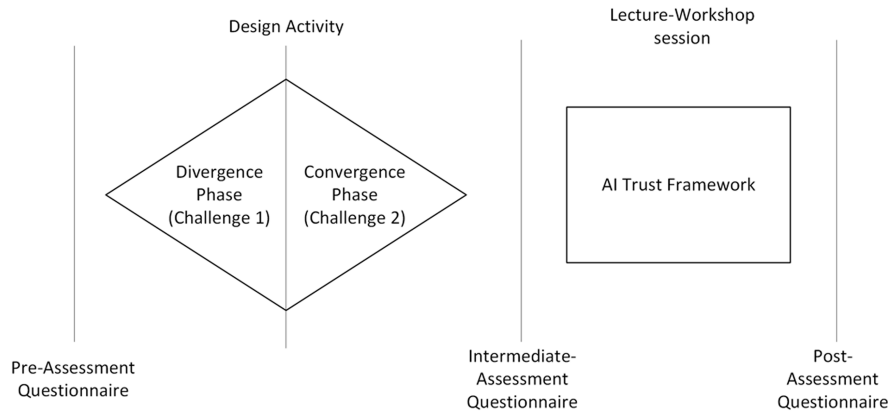 Design Activity
Lecture-Workshop
session
Divergence
Phase
(Challenge 1)
Convergence
Phase
(Challenge 2)
AI Trust Framework
Pre-Assessment
Questionnaire
Intermediate-
Assessment
Questionnaire
Post-
Assessment
Questionnaire